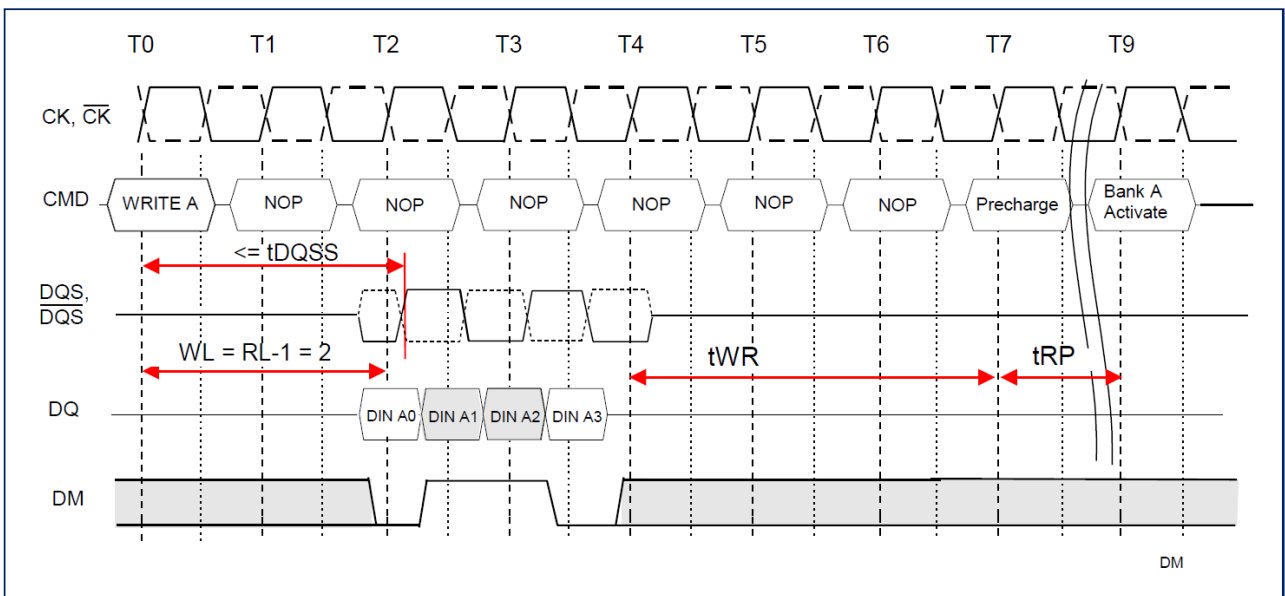 T0 T1 T2 T3 T4 T5 T6 T7 T9
CK, CK
CMD WRITE A NOP NOP NOP NOP NOP NOP Precharge Bank A
Activate
<= tDQSS
DQS,
DQS
WL = RL-1 = 2 tWR tRP
DQ DIN A0 DIN A1 DIN A2 DIN A3
DM
DM